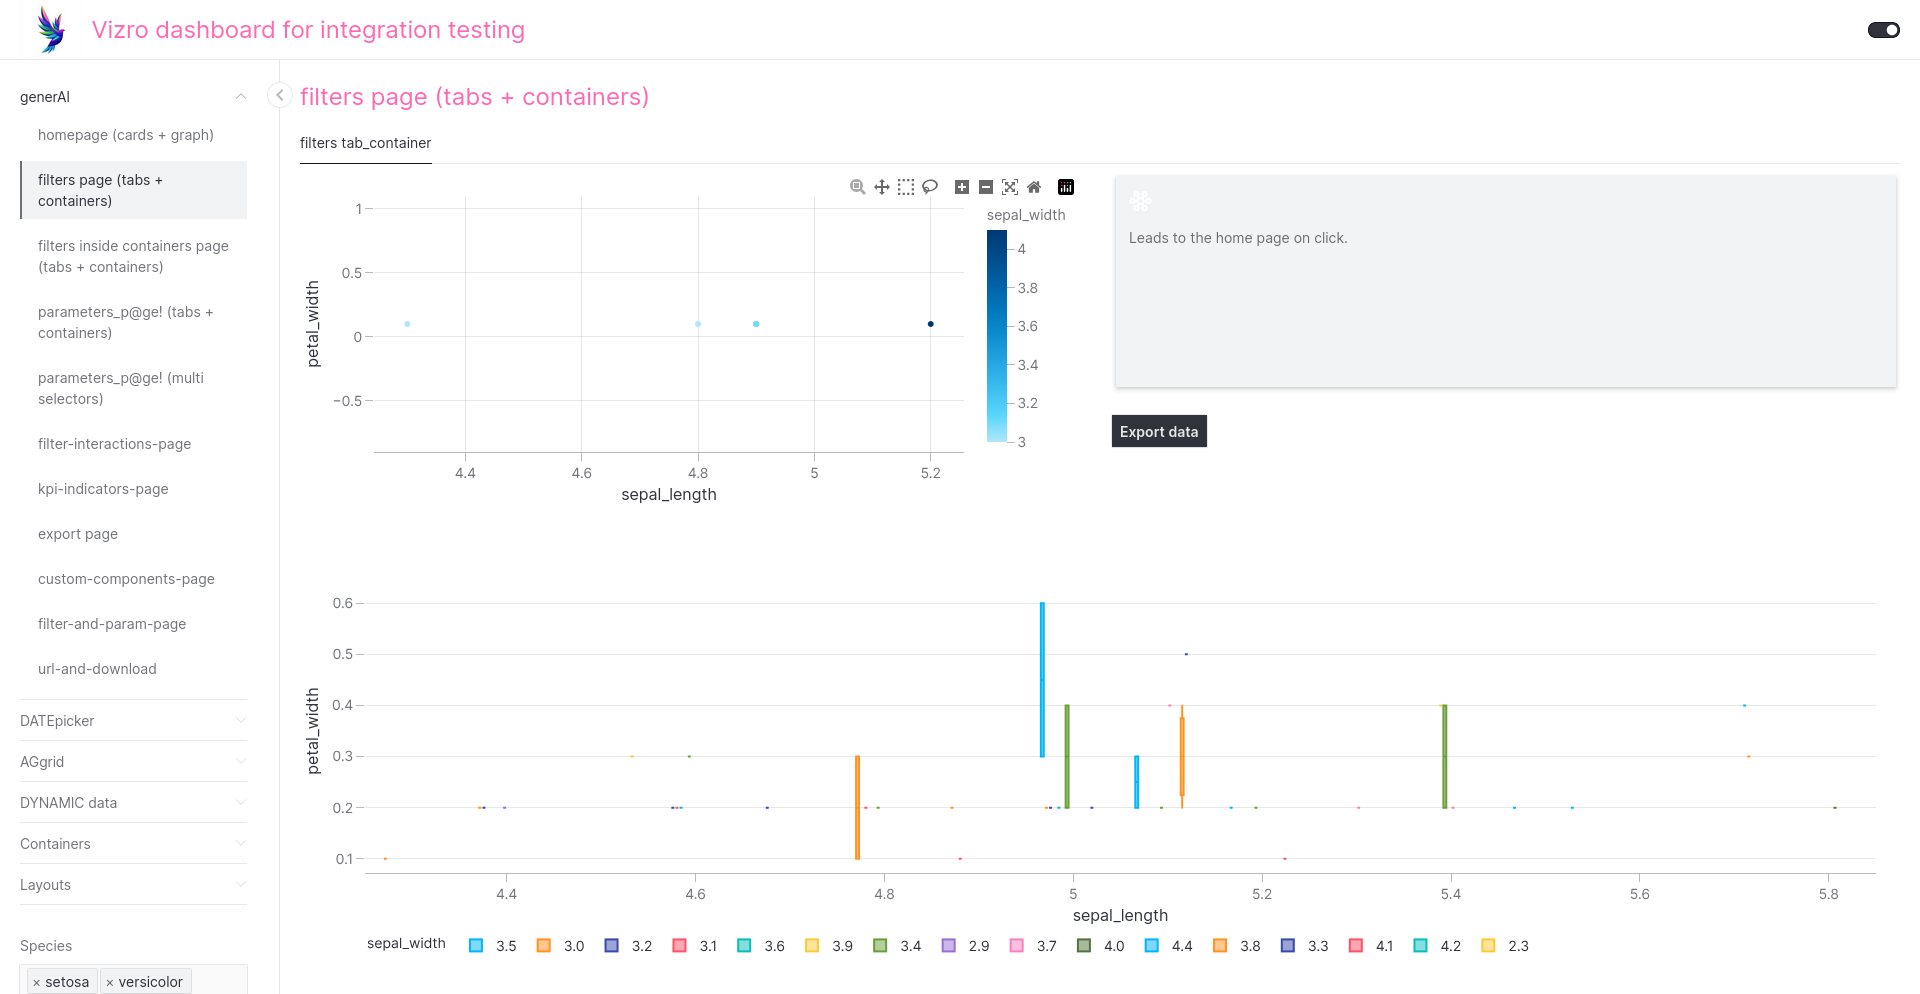 Vizro dashboard for integration testing
generAI
homepage (cards + graph)
filters page (tabs +
containers)
filters inside containers page
(tabs + containers)
parameters_p@ge! (tabs +
containers)
parameters_p@ge! (multi
selectors)
filter-interactions-page
kpi-indicators-page
export page
custom-components-page
filter-and-param-page
url-and-download
DATEpicker
AGgrid
DYNAMIC data
Containers
Layouts
Species
× setosa × versicolor
filters page (tabs + containers)
filters tab_container
1
0.5
0
−0.5
petal_width
4.4 4.6 4.8 5 5.2
sepal_length
sepal_width
4
3.8
3.6
3.4
3.2
3
Leads to the home page on click.
Export data
0.6
0.5
0.4
0.3
0.2
0.1
petal_width
4.4 4.6 4.8 5 5.2 5.4 5.6 5.8
sepal_length
sepal_width 3.5 3.0 3.2 3.1 3.6 3.9 3.4 2.9 3.7 4.0 4.4 3.8 3.3 4.1 4.2 2.3